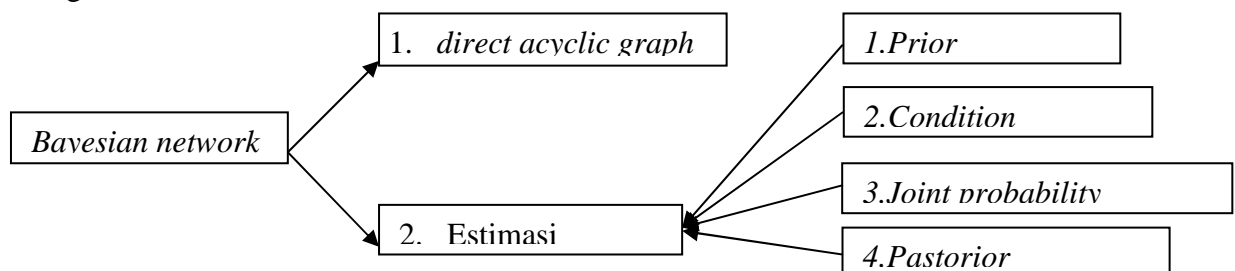 1. direct acyclic graph
1.Prior
2.Condition
Bayesian network
3.Joint probability
2. Estimasi
4.Pastorior